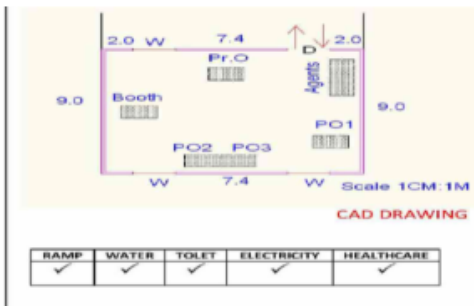 2.0 W 7.4 D 2.0
Pr.O
Agents
9.0 Booth 9.0
PO1
PO2 PO3
W 7.4 W Scale 1CM:1M
CAD DRAWING
RAMP WATER TOLET ELECTRICITY HEALTHCARE
✓ ✓ ✓ ✓ ✓